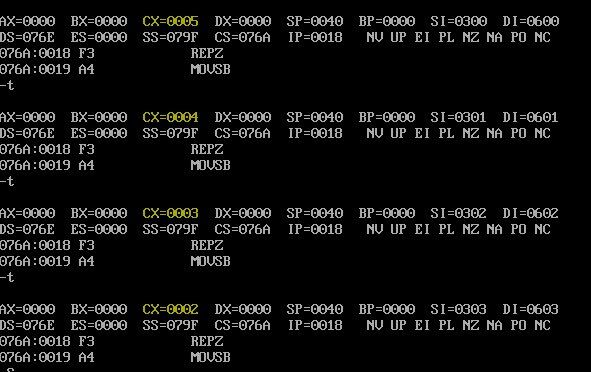 AX=0000 BX=0000 CX=0005 DX=0000 SP=0040 BP=0000 SI=0300 DI=0600
DS=076E ES=0000 SS=079F CS=076A IP=0018 NV UP EI PL NZ NA PO NC
076A:0018 F3 REPZ
076A:0019 A4 MOVSB
-t
AX=0000 BX=0000 CX=0004 DX=0000 SP=0040 BP=0000 SI=0301 DI=0601
DS=076E ES=0000 SS=079F CS=076A IP=0018 NV UP EI PL NZ NA PO NC
076A:0018 F3 REPZ
076A:0019 A4 MOVSB
-t
AX=0000 BX=0000 CX=0003 DX=0000 SP=0040 BP=0000 SI=0302 DI=0602
DS=076E ES=0000 SS=079F CS=076A IP=0018 NV UP EI PL NZ NA PO NC
076A:0018 F3 REPZ
076A:0019 A4 MOVSB
-t
AX=0000 BX=0000 CX=0002 DX=0000 SP=0040 BP=0000 SI=0303 DI=0603
DS=076E ES=0000 SS=079F CS=076A IP=0018 NV UP EI PL NZ NA PO NC
076A:0018 F3 REPZ
076A:0019 A4 MOVSB